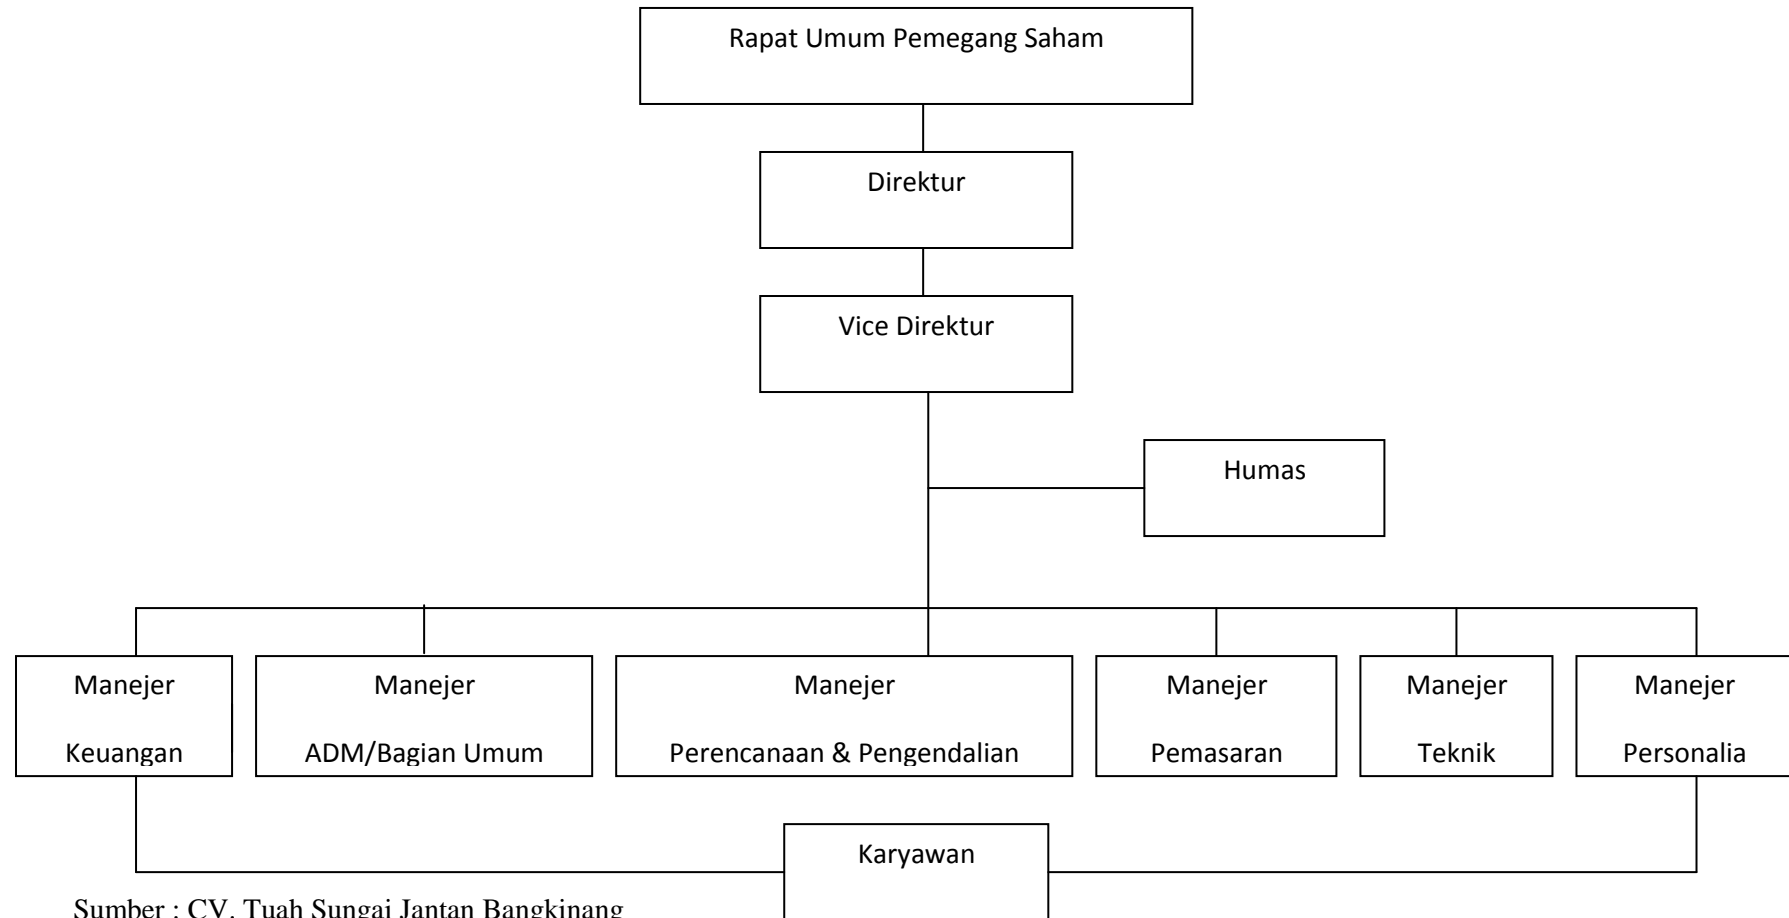 Rapat Umum Pemegang Saham
Direktur
Vice Direktur
Humas
Manejer
Keuangan
Manejer
ADM/Bagian Umum
Manejer
Perencanaan & Pengendalian
Manejer
Pemasaran
Manejer
Teknik
Manejer
Personalia
Karyawan
Sumber : CV. Tuah Sungai Jantan Bangkinang